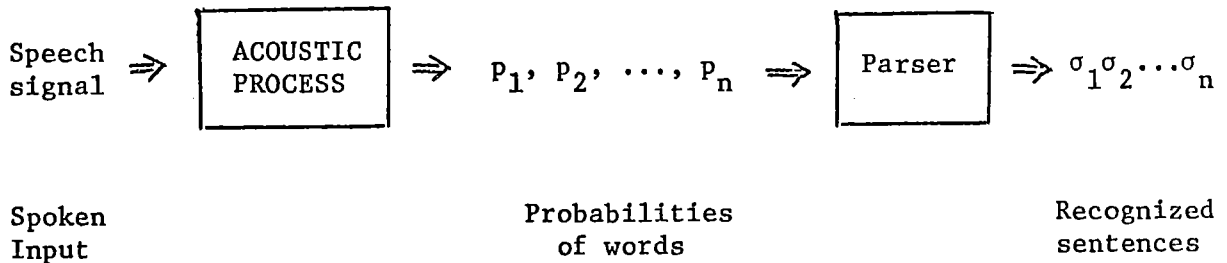 Speech signal ⇒ ACOUSTIC PROCESS ⇒ p₁, p₂, ..., pₙ ⇒ Parser ⇒ σ₁σ₂...σₙ
Spoken Input
Probabilities of words
Recognized sentences